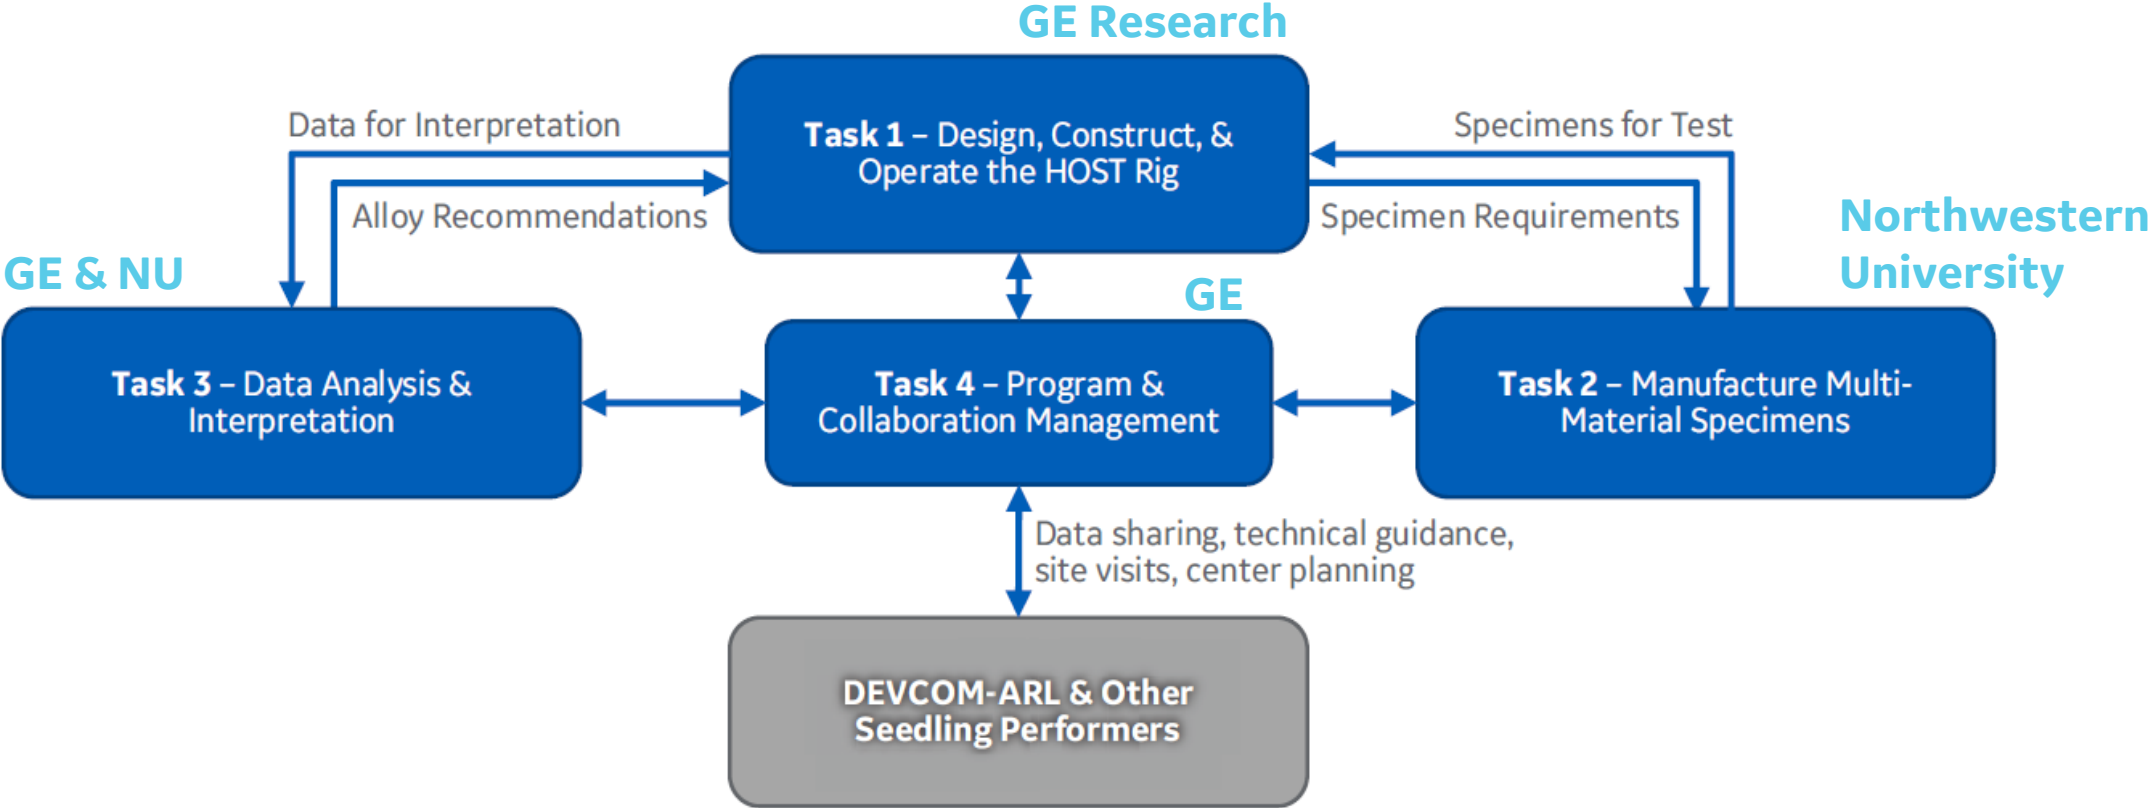 GE Research
Data for Interpretation
Task 1 – Design, Construct, &
Operate the HOST Rig
Specimens for Test
Alloy Recommendations
Specimen Requirements
Northwestern
University
GE & NU
GE
Task 3 – Data Analysis &
Interpretation
Task 4 – Program &
Collaboration Management
Task 2 – Manufacture Multi-
Material Specimens
Data sharing, technical guidance,
site visits, center planning
DEVCOM-ARL & Other
Seedling Performers